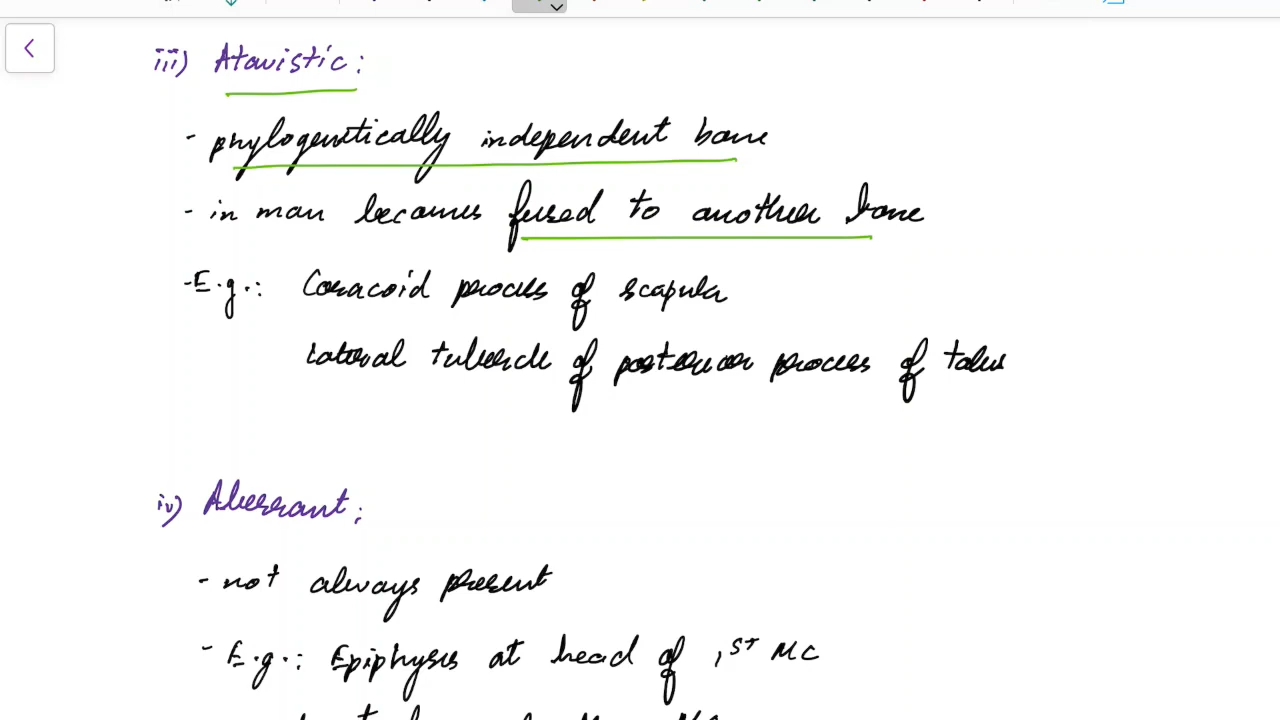 iii) Atavistic:
- phylogenetically independent bone
- in man becomes fused to another bone
- E.g.: Coracoid process of scapula
lateral tubercle of posterior process of talus
iv) Aberrant:
- not always present
- E.g.: Epiphysis at head of 1st MC